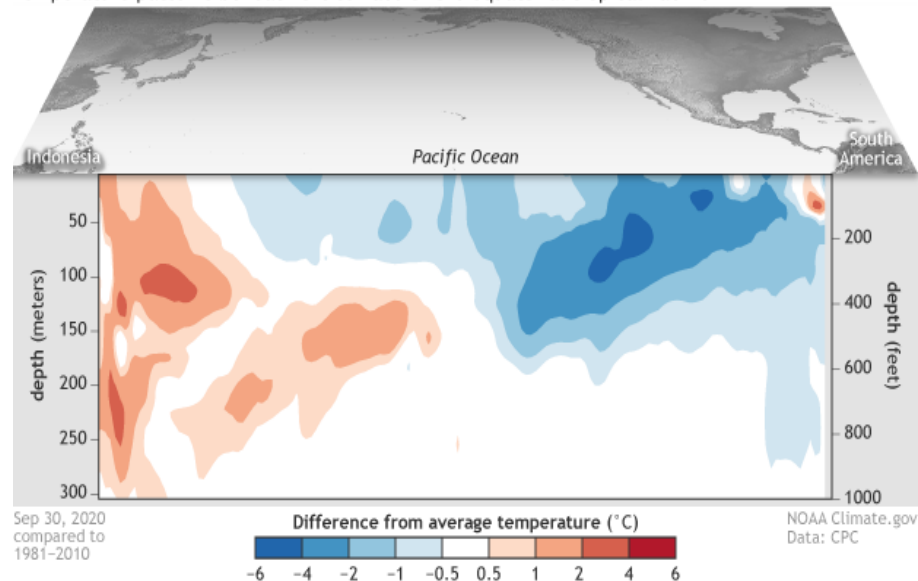 Indonesia
Pacific Ocean
South
America
50
100
150
200
250
300
depth (meters)
200
400
600
800
1000
depth (feet)
Sep 30, 2020
compared to
1981–2010
Difference from average temperature (°C)
-6 -4 -2 -1 -0.5 0.5 1 2 4 6
NOAA Climate.gov
Data: CPC